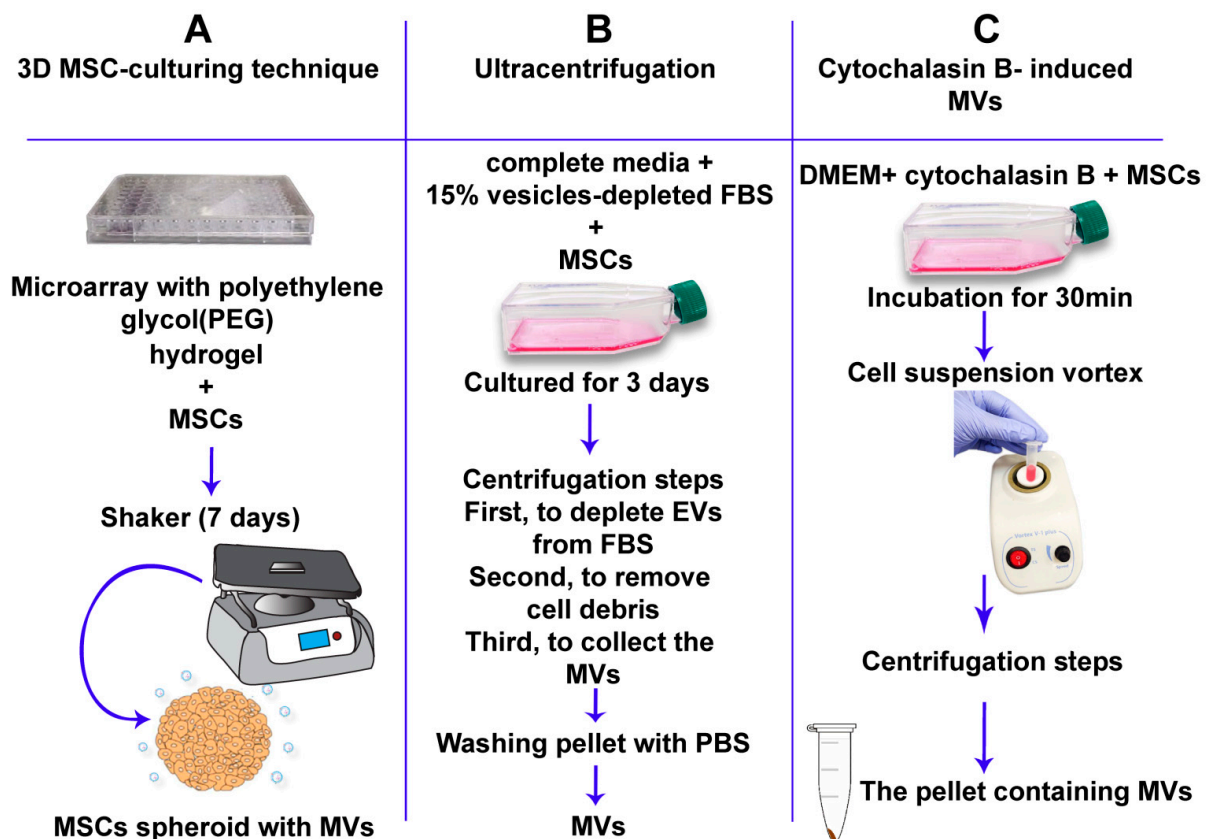 A
3D MSC-culturing technique
Microarray with polyethylene
glycol(PEG)
hydrogel
+
MSCs
Shaker (7 days)
MSCs spheroid with MVs
B
Ultracentrifugation
complete media +
15% vesicles-depleted FBS
+
MSCs
Cultured for 3 days
Centrifugation steps
First, to deplete EVs
from FBS
Second, to remove
cell debris
Third, to collect the
MVs
Washing pellet with PBS
MVs
C
Cytochalasin B- induced
MVs
DMEM+ cytochalasin B + MSCs
Incubation for 30min
Cell suspension vortex
Centrifugation steps
The pellet containing MVs